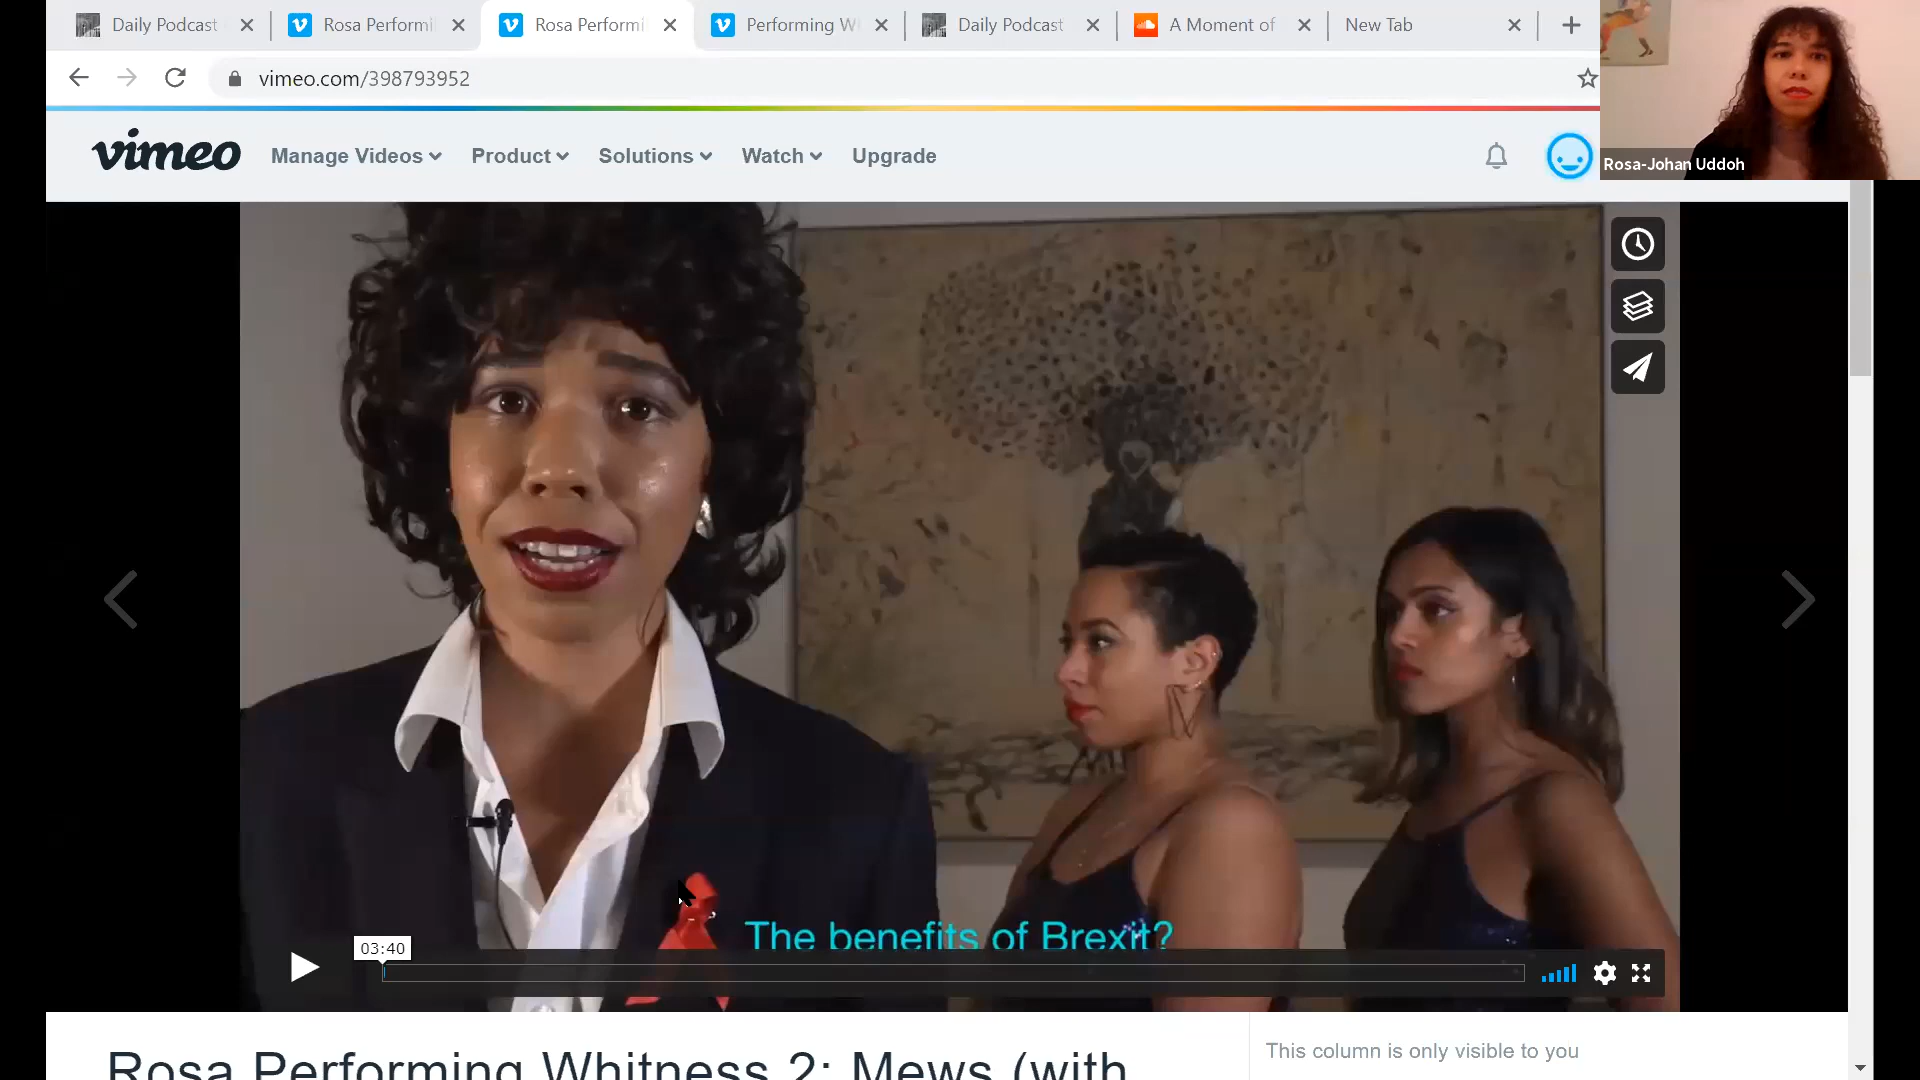 Daily Podcast
Rosa Performi
Rosa Performi
Performing W
Daily Podcast
A Moment of
New Tab
vimeo.com/398793952
Rosa-Johan Uddoh
vimeo
Manage Videos
Product
Solutions
Watch
Upgrade
The benefits of Brexit?
03:40
Rosa Performing Whitness 2: Mews (with
This column is only visible to you